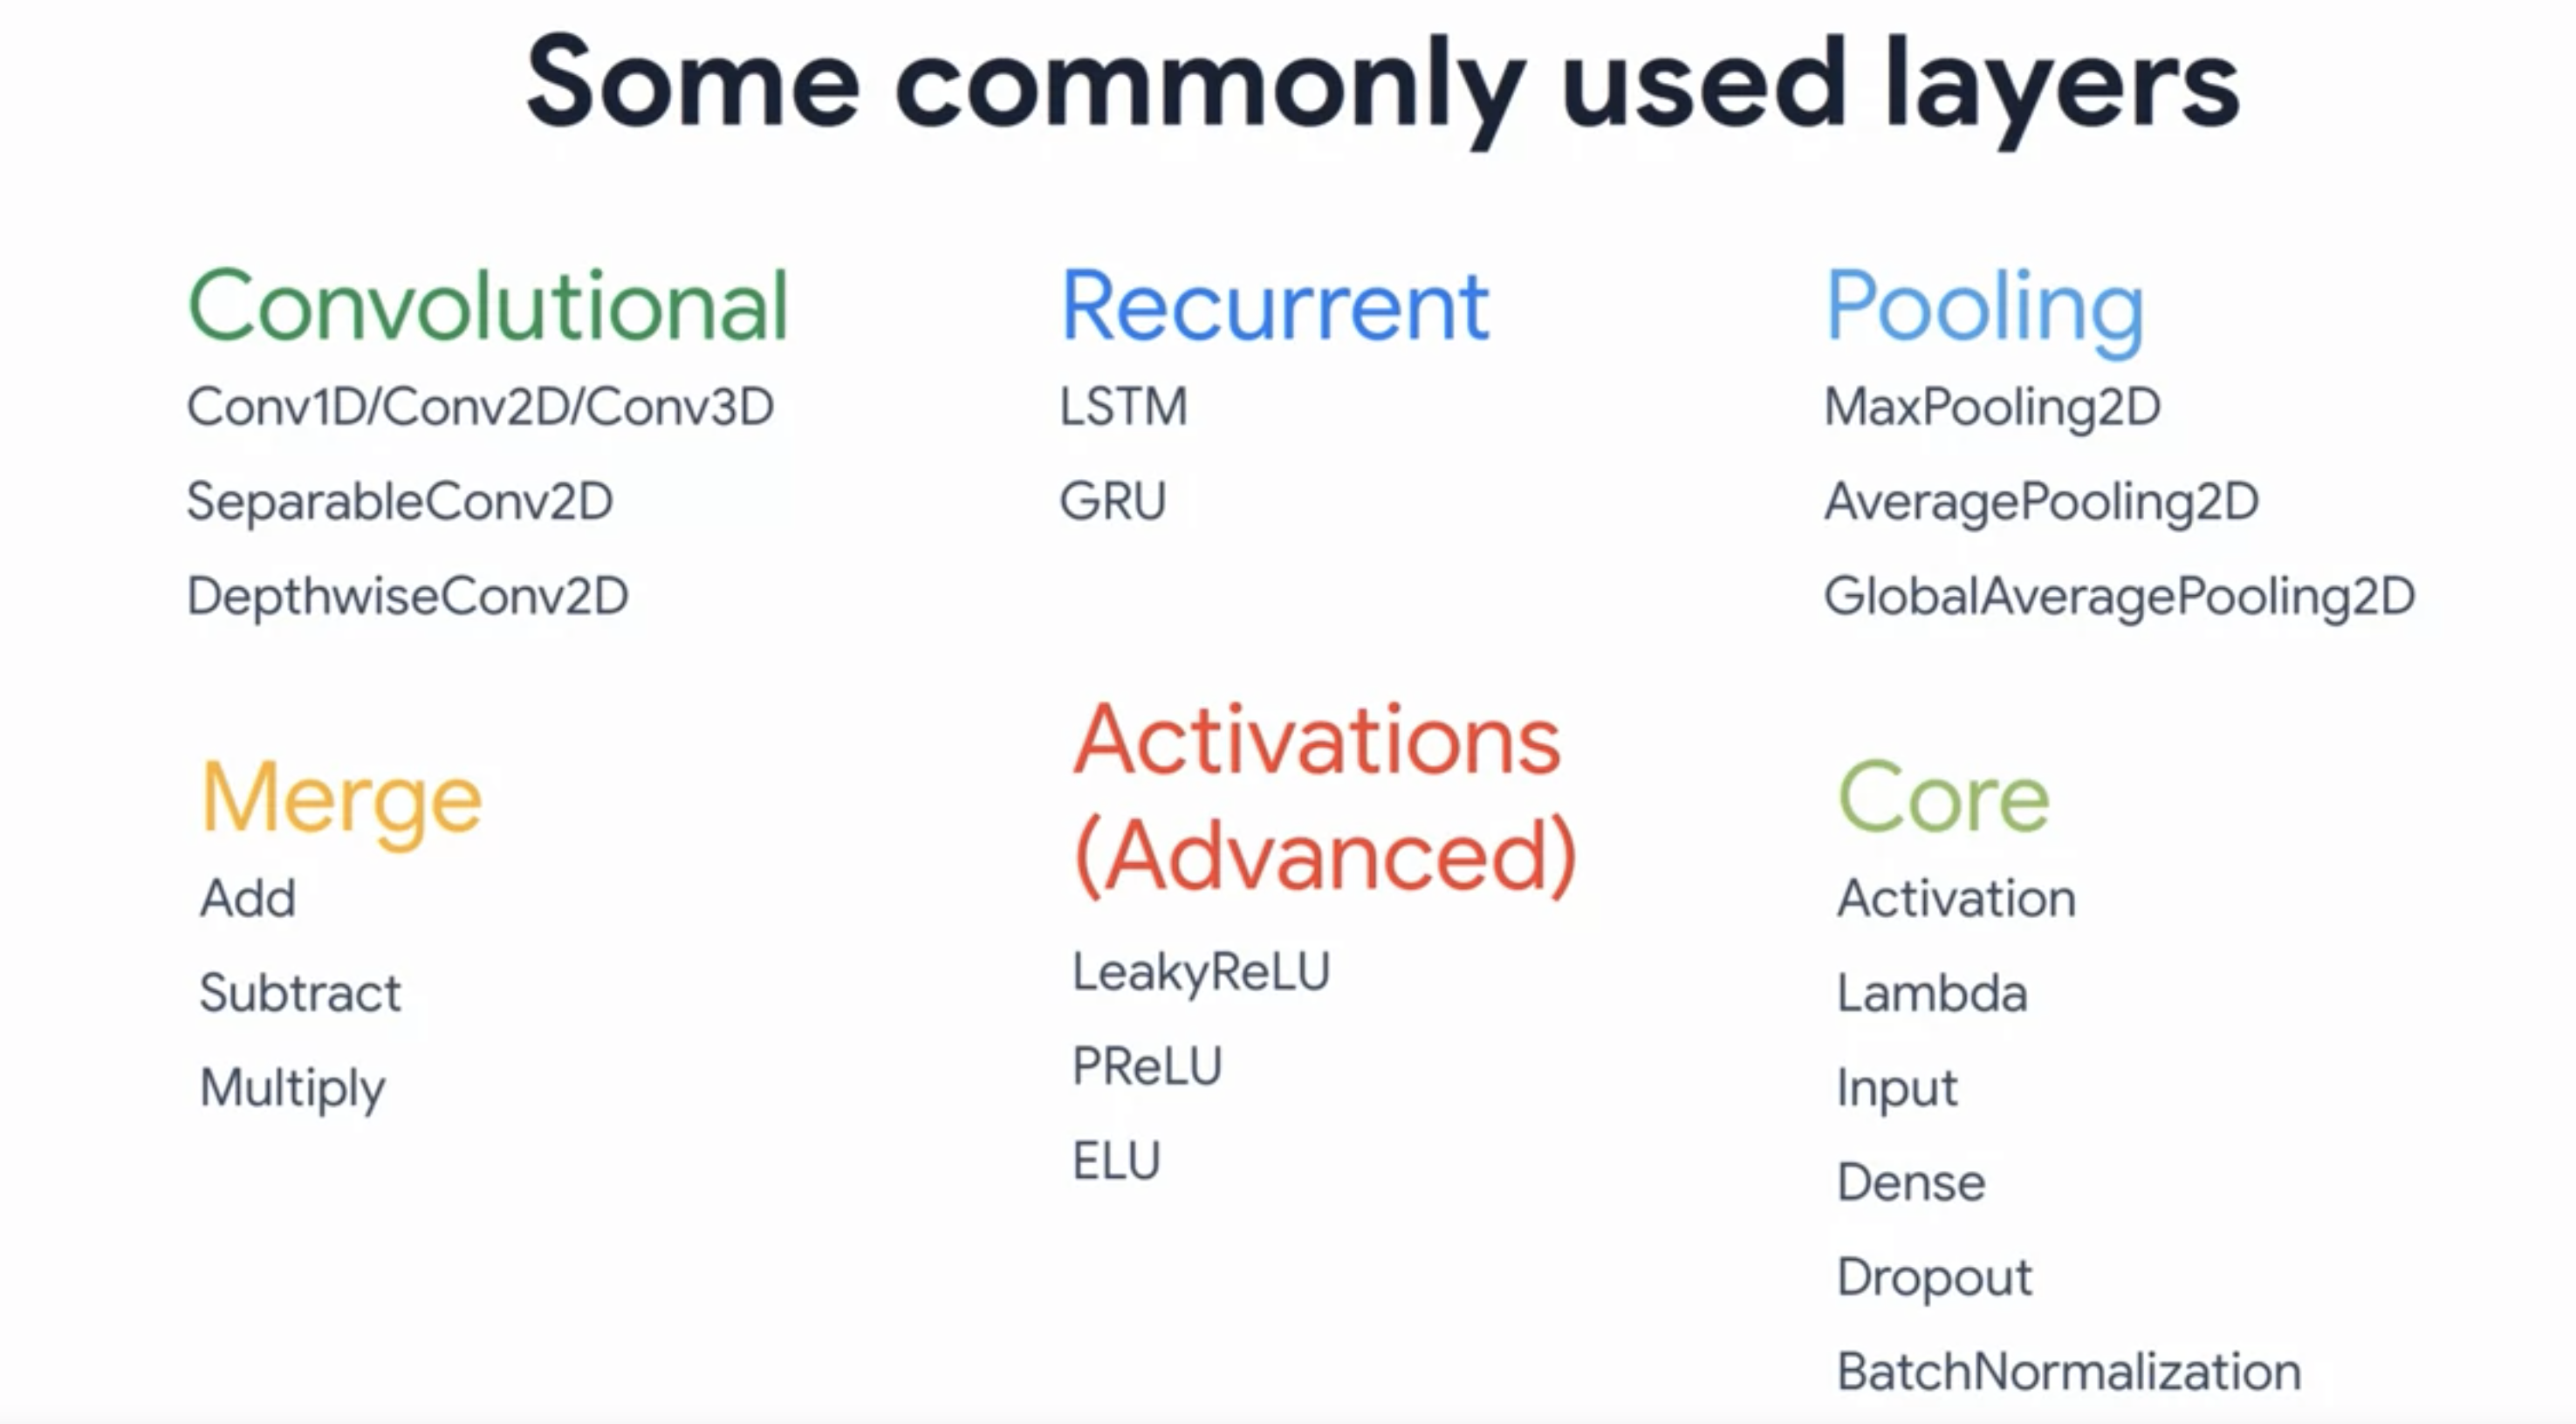 Some commonly used layers
Convolutional
Conv1D/Conv2D/Conv3D
SeparableConv2D
DepthwiseConv2D
Recurrent
LSTM
GRU
Pooling
MaxPooling2D
AveragePooling2D
GlobalAveragePooling2D
Merge
Add
Subtract
Multiply
Activations
(Advanced)
LeakyReLU
PReLU
ELU
Core
Activation
Lambda
Input
Dense
Dropout
BatchNormalization